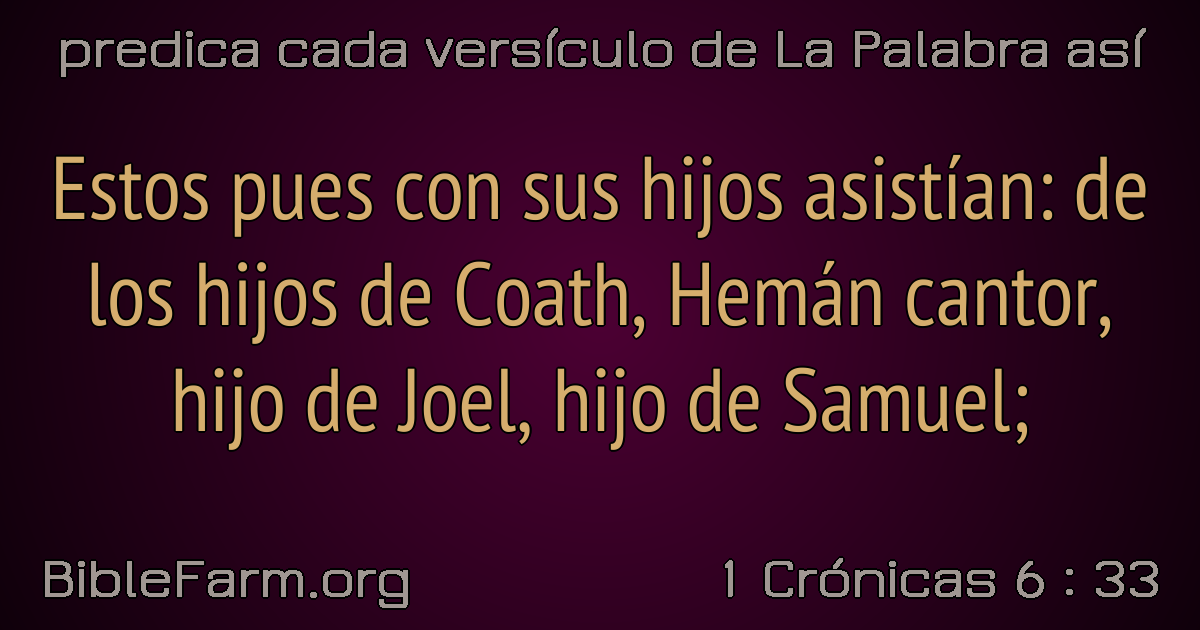 predica cada versículo de La Palabra así
Estos pues con sus hijos asistían: de
los hijos de Coath, Hemán cantor,
hijo de Joel, hijo de Samuel;
BibleFarm.org
1 Crónicas 6 : 33